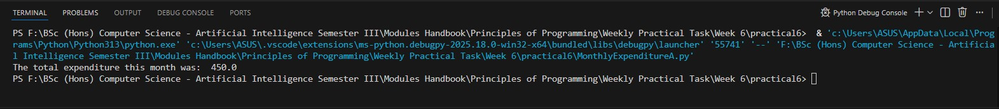 TERMINAL PROBLEMS OUTPUT DEBUG CONSOLE PORTS Python Debug Console
PS F:\BSc (Hons) Computer Science - Artificial Intelligence Semester III\Modules Handbook\Principles of Programming\Weekly Practical Task\Week 6\practical6>  & 'c:\Users\ASUS\AppData\Local\Prog
rams\Python\Python313\python.exe' 'c:\Users\ASUS\.vscode\extensions\ms-python.debugpy-2025.18.0-win32-x64\bundled\libs\debugpy\launcher' '55741' '--' 'F:\BSc (Hons) Computer Science - Artificia
l Intelligence Semester III\Modules Handbook\Principles of Programming\Weekly Practical Task\Week 6\practical6\MonthlyExpenditureA.py'
The total expenditure this month was:  450.0
PS F:\BSc (Hons) Computer Science - Artificial Intelligence Semester III\Modules Handbook\Principles of Programming\Weekly Practical Task\Week 6\practical6>